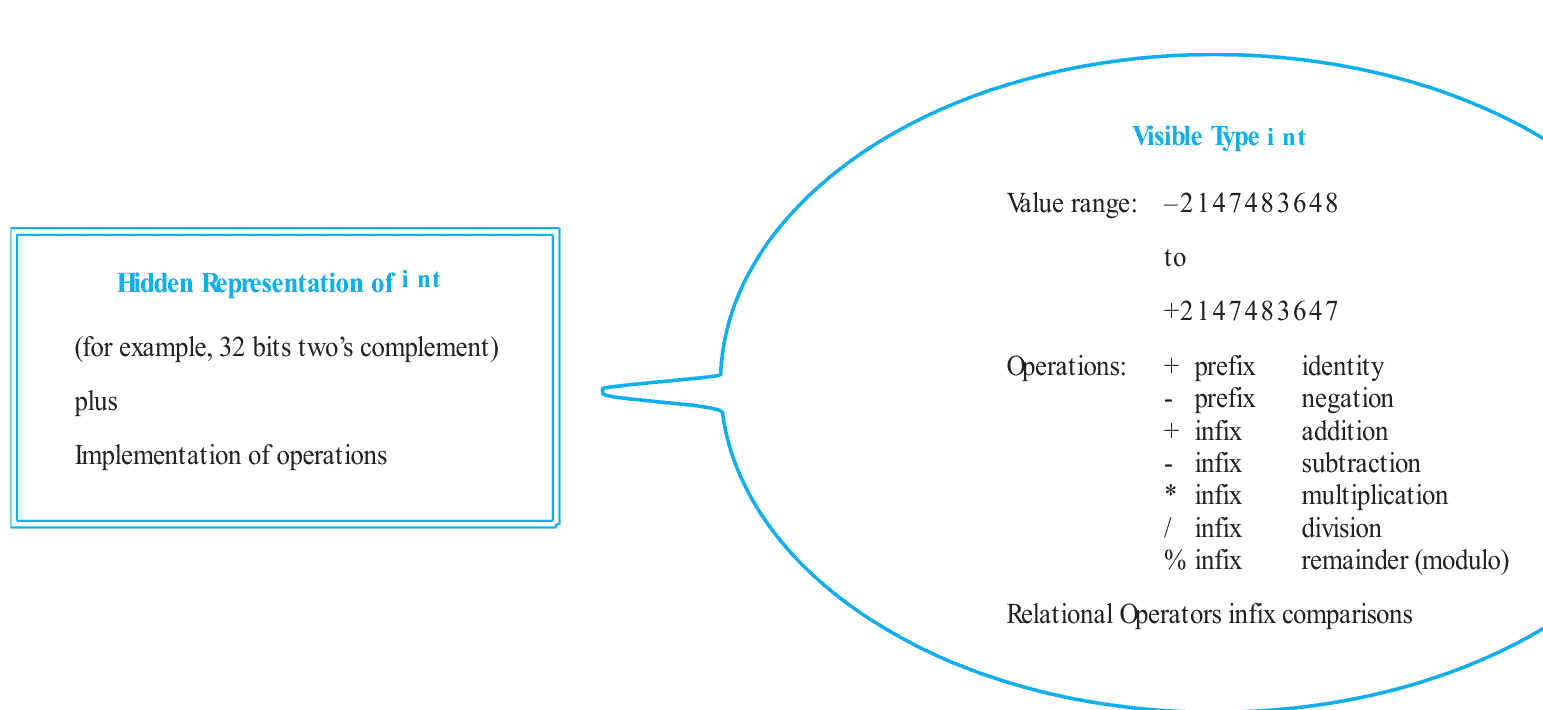 Hidden Representation of int
(for example, 32 bits two’s complement)
plus
Implementation of operations
Visible Type int
Value range: –2147483648
to
+2147483647
Operations: + prefix identity
- prefix negation
+ infix addition
- infix subtraction
* infix multiplication
/ infix division
% infix remainder (modulo)
Relational Operators infix comparisons